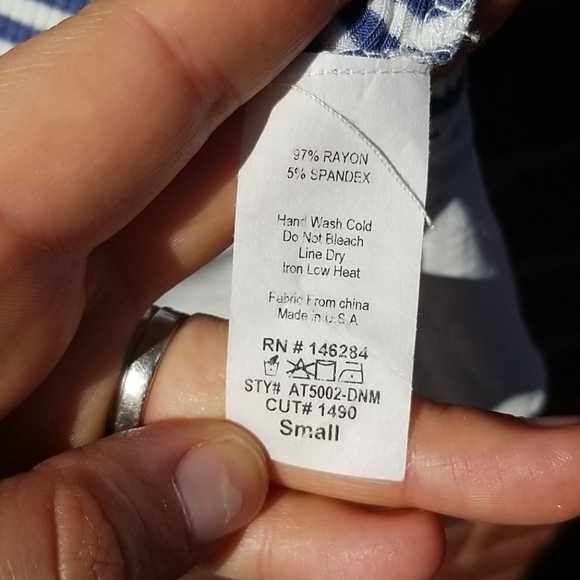 97% RAYON
5% SPANDEX
Hand Wash Cold
Do Not Bleach
Line Dry
Iron Low Heat
Fabric From china
Made in U.S.A
RN # 146284
STY# AT5002-DNM
CUT# 1490
Small